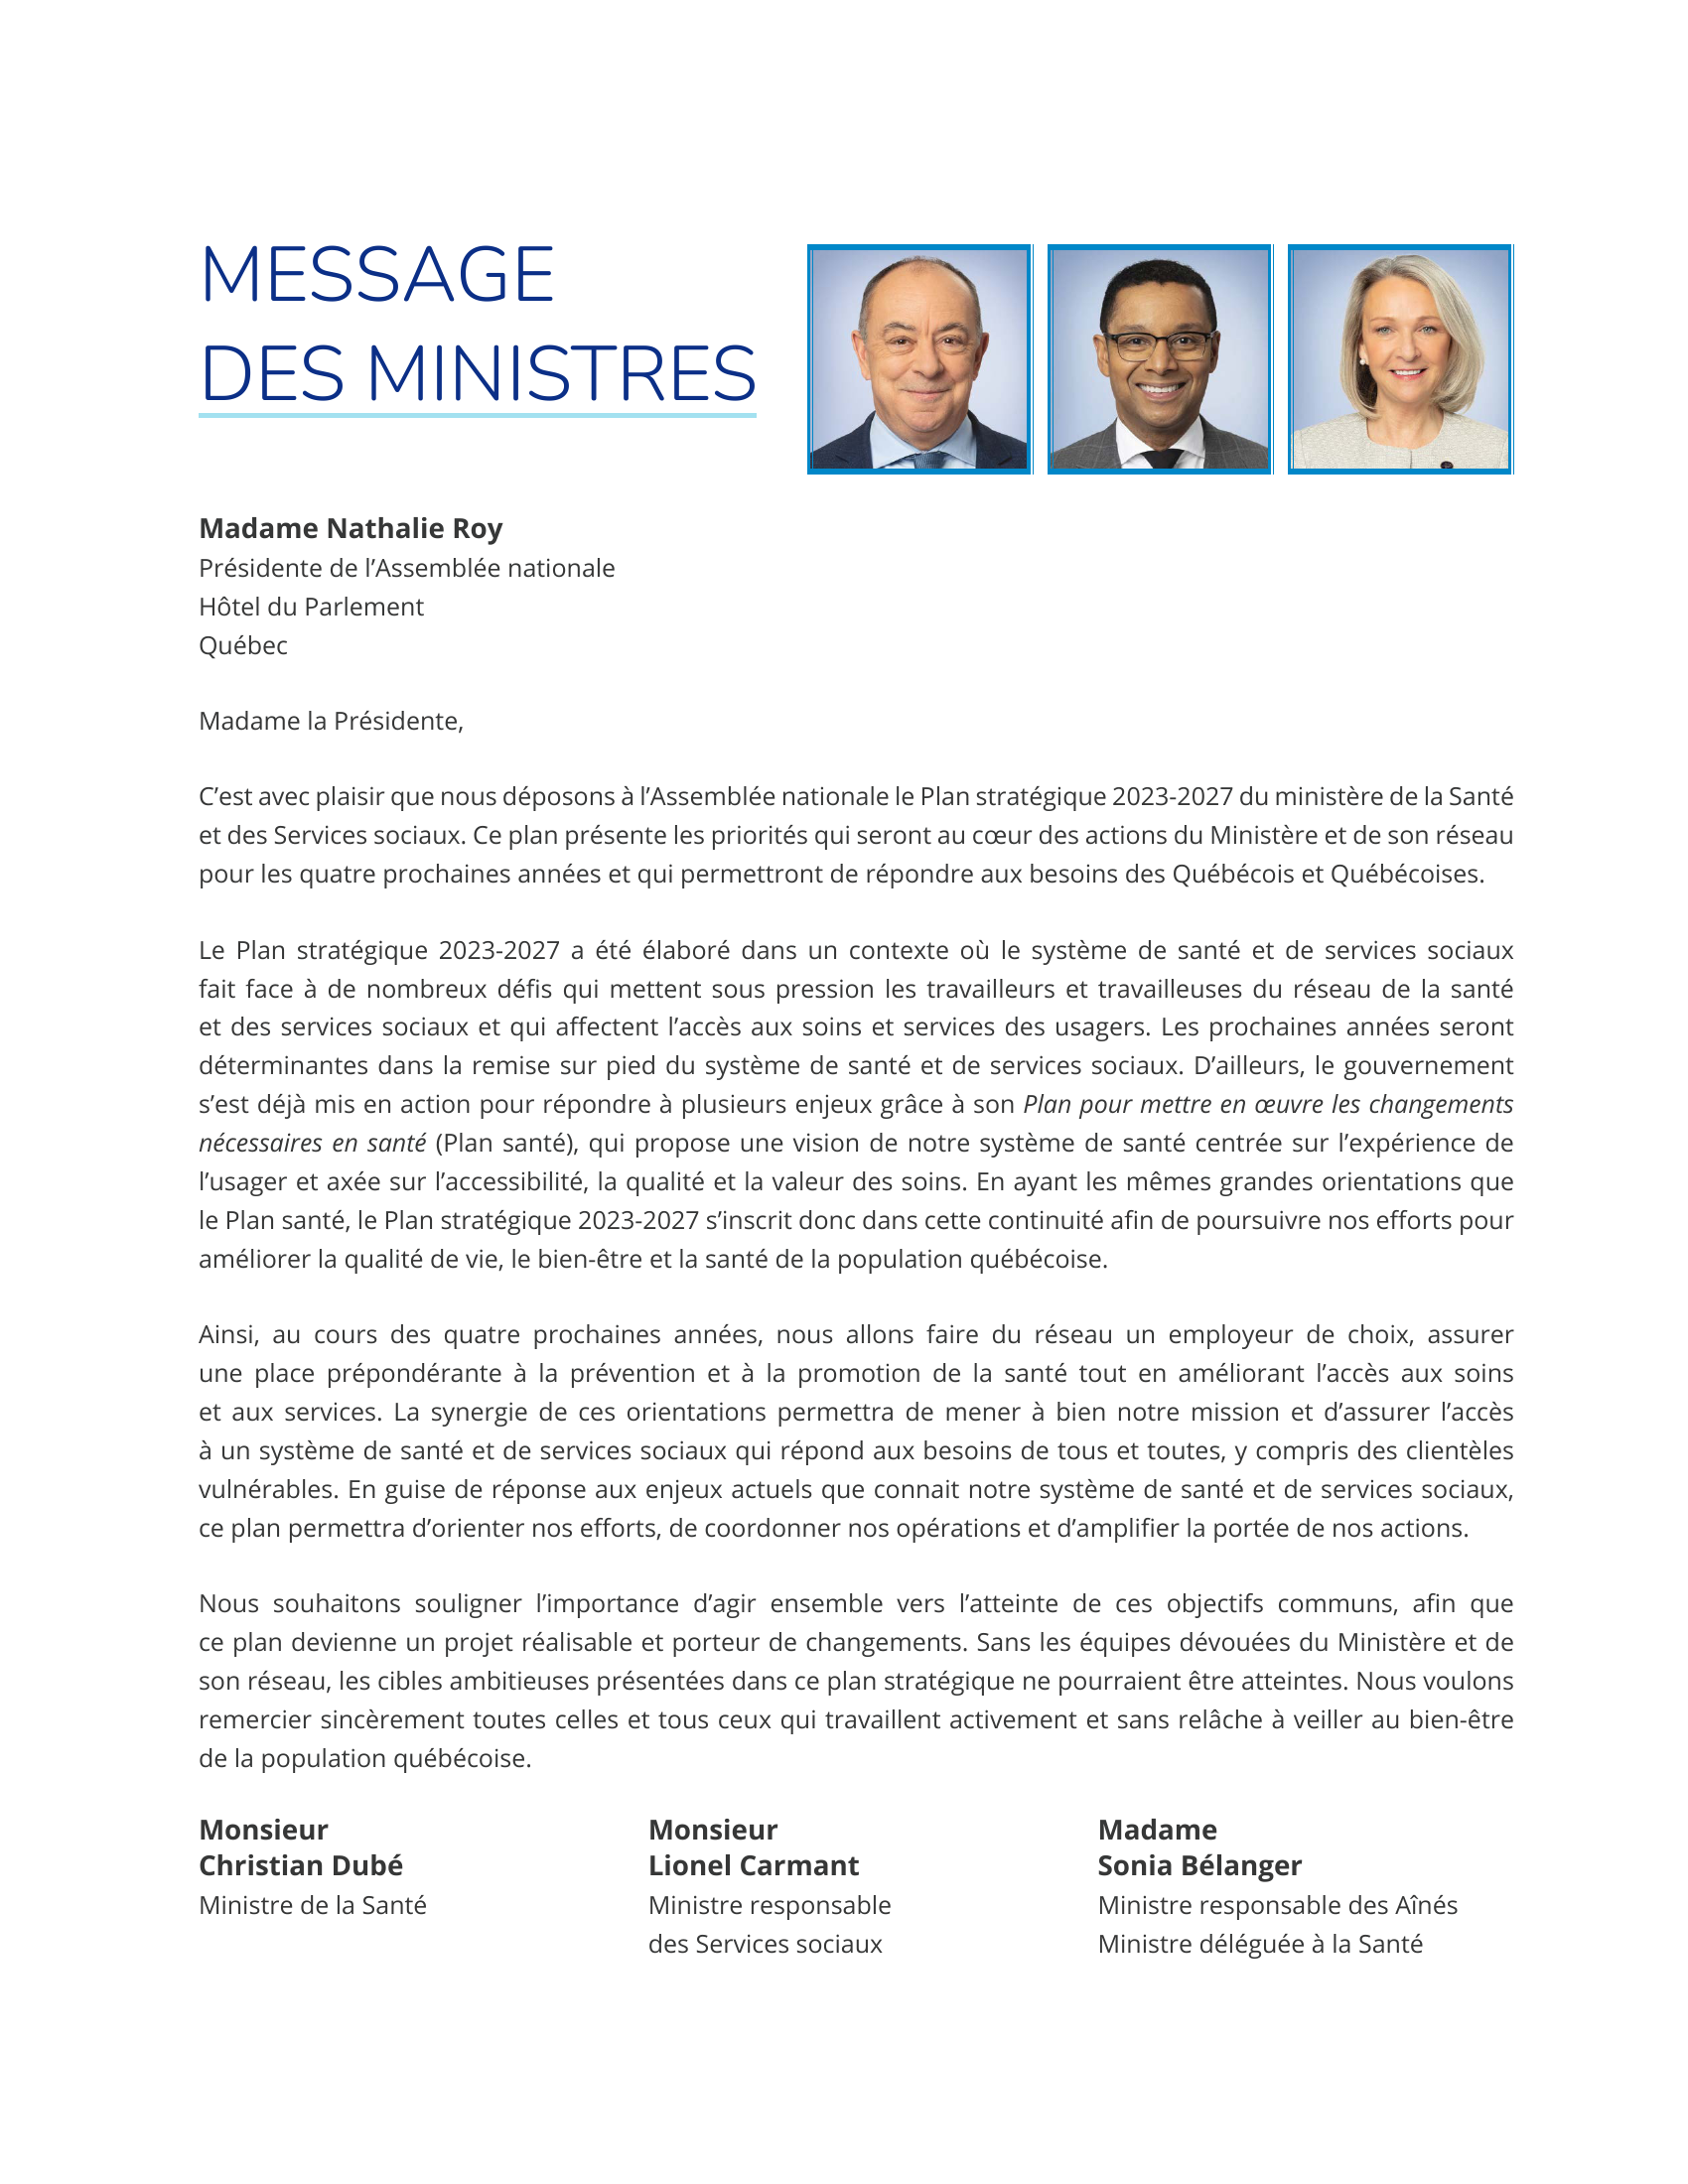 MESSAGE
DES MINISTRES
Madame Nathalie Roy
Présidente de l’Assemblée nationale
Hôtel du Parlement
Québec
Madame la Présidente,
C’est avec plaisir que nous déposons à l’Assemblée nationale le Plan stratégique 2023-2027 du ministère de la Santé
et des Services sociaux. Ce plan présente les priorités qui seront au cœur des actions du Ministère et de son réseau
pour les quatre prochaines années et qui permettront de répondre aux besoins des Québécois et Québécoises.
Le Plan stratégique 2023-2027 a été élaboré dans un contexte où le système de santé et de services sociaux
fait face à de nombreux défis qui mettent sous pression les travailleurs et travailleuses du réseau de la santé
et des services sociaux et qui affectent l’accès aux soins et services des usagers. Les prochaines années seront
déterminantes dans la remise sur pied du système de santé et de services sociaux. D’ailleurs, le gouvernement
s’est déjà mis en action pour répondre à plusieurs enjeux grâce à son Plan pour mettre en œuvre les changements
nécessaires en santé (Plan santé), qui propose une vision de notre système de santé centrée sur l’expérience de
l’usager et axée sur l’accessibilité, la qualité et la valeur des soins. En ayant les mêmes grandes orientations que
le Plan santé, le Plan stratégique 2023-2027 s’inscrit donc dans cette continuité afin de poursuivre nos efforts pour
améliorer la qualité de vie, le bien-être et la santé de la population québécoise.
Ainsi, au cours des quatre prochaines années, nous allons faire du réseau un employeur de choix, assurer
une place prépondérante à la prévention et à la promotion de la santé tout en améliorant l’accès aux soins
et aux services. La synergie de ces orientations permettra de mener à bien notre mission et d’assurer l’accès
à un système de santé et de services sociaux qui répond aux besoins de tous et toutes, y compris des clientèles
vulnérables. En guise de réponse aux enjeux actuels que connait notre système de santé et de services sociaux,
ce plan permettra d’orienter nos efforts, de coordonner nos opérations et d’amplifier la portée de nos actions.
Nous souhaitons souligner l’importance d’agir ensemble vers l’atteinte de ces objectifs communs, afin que
ce plan devienne un projet réalisable et porteur de changements. Sans les équipes dévouées du Ministère et de
son réseau, les cibles ambitieuses présentées dans ce plan stratégique ne pourraient être atteintes. Nous voulons
remercier sincèrement toutes celles et tous ceux qui travaillent activement et sans relâche à veiller au bien-être
de la population québécoise.
Monsieur
Christian Dubé
Ministre de la Santé
Monsieur
Lionel Carmant
Ministre responsable
des Services sociaux
Madame
Sonia Bélanger
Ministre responsable des Aînés
Ministre déléguée à la Santé